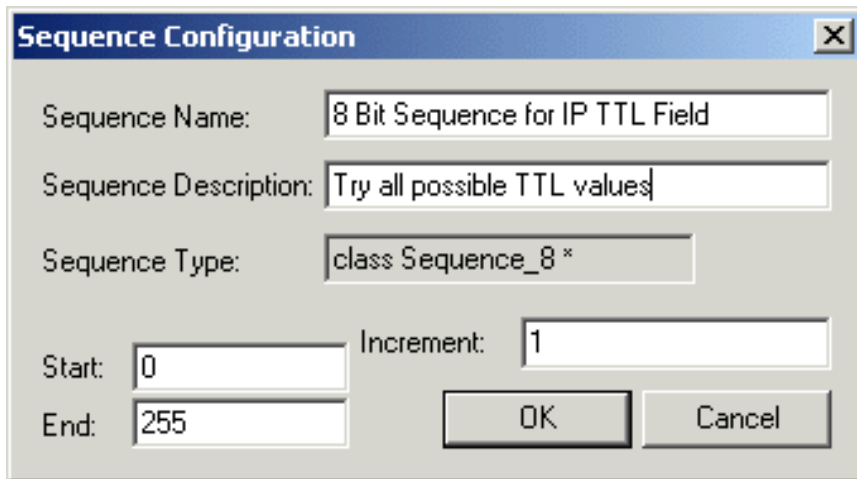 Sequence Configuration
Sequence Name: 8 Bit Sequence for IP TTL Field
Sequence Description: Try all possible TTL values
Sequence Type: class Sequence_8 *
Increment: 1
Start: 0
End: 255
OK Cancel